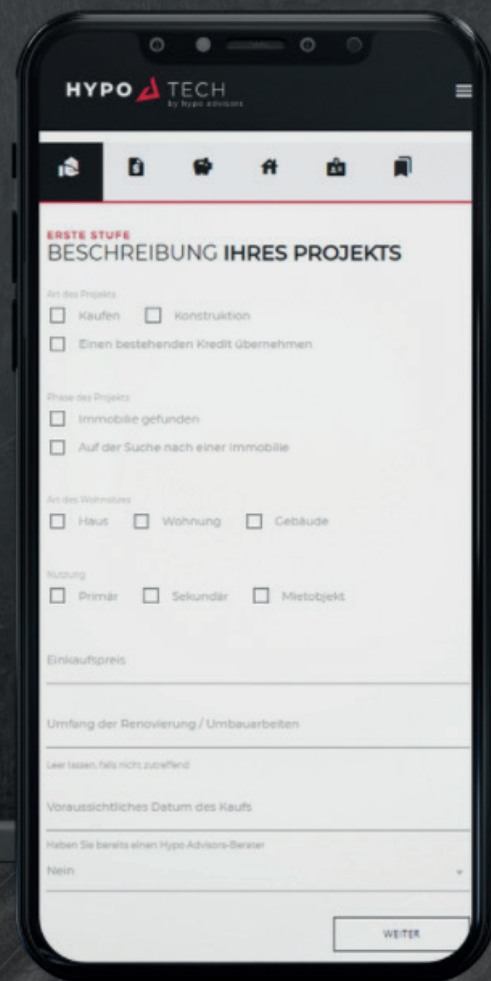 HYPO TECH
by hypo advisors
ERSTE STUFE
BESCHREIBUNG IHRES PROJEKTS
Art des Projekts
Kaufen Konstruktion
Einen bestehenden Kredit übernehmen
Phase des Projekts
Immobilie gefunden
Auf der Suche nach einer Immobilie
Art des Wohnsitzes
Haus Wohnung Gebäude
Nutzung
Primär Sekundär Mietobjekt
Einkaufspreis
Umfang der Renovierung / Umbauarbeiten
Leer lassen, falls nicht zutreffend
Voraussichtliches Datum des Kaufs
Haben Sie bereits einen Hypo Advisors-Berater
Nein
WEITER